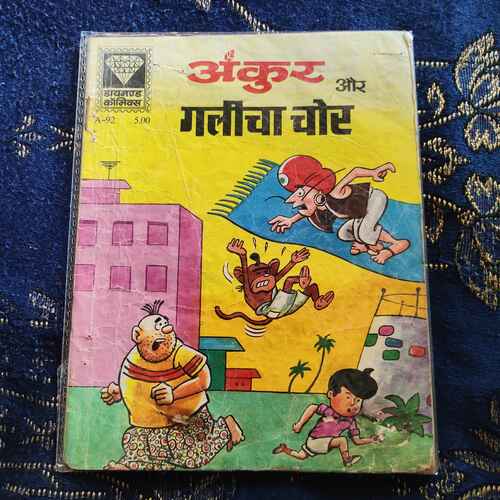 डायमण्ड
कॉमिक्स
A-92 5.00
अंकुर
और
गलीचा चोर